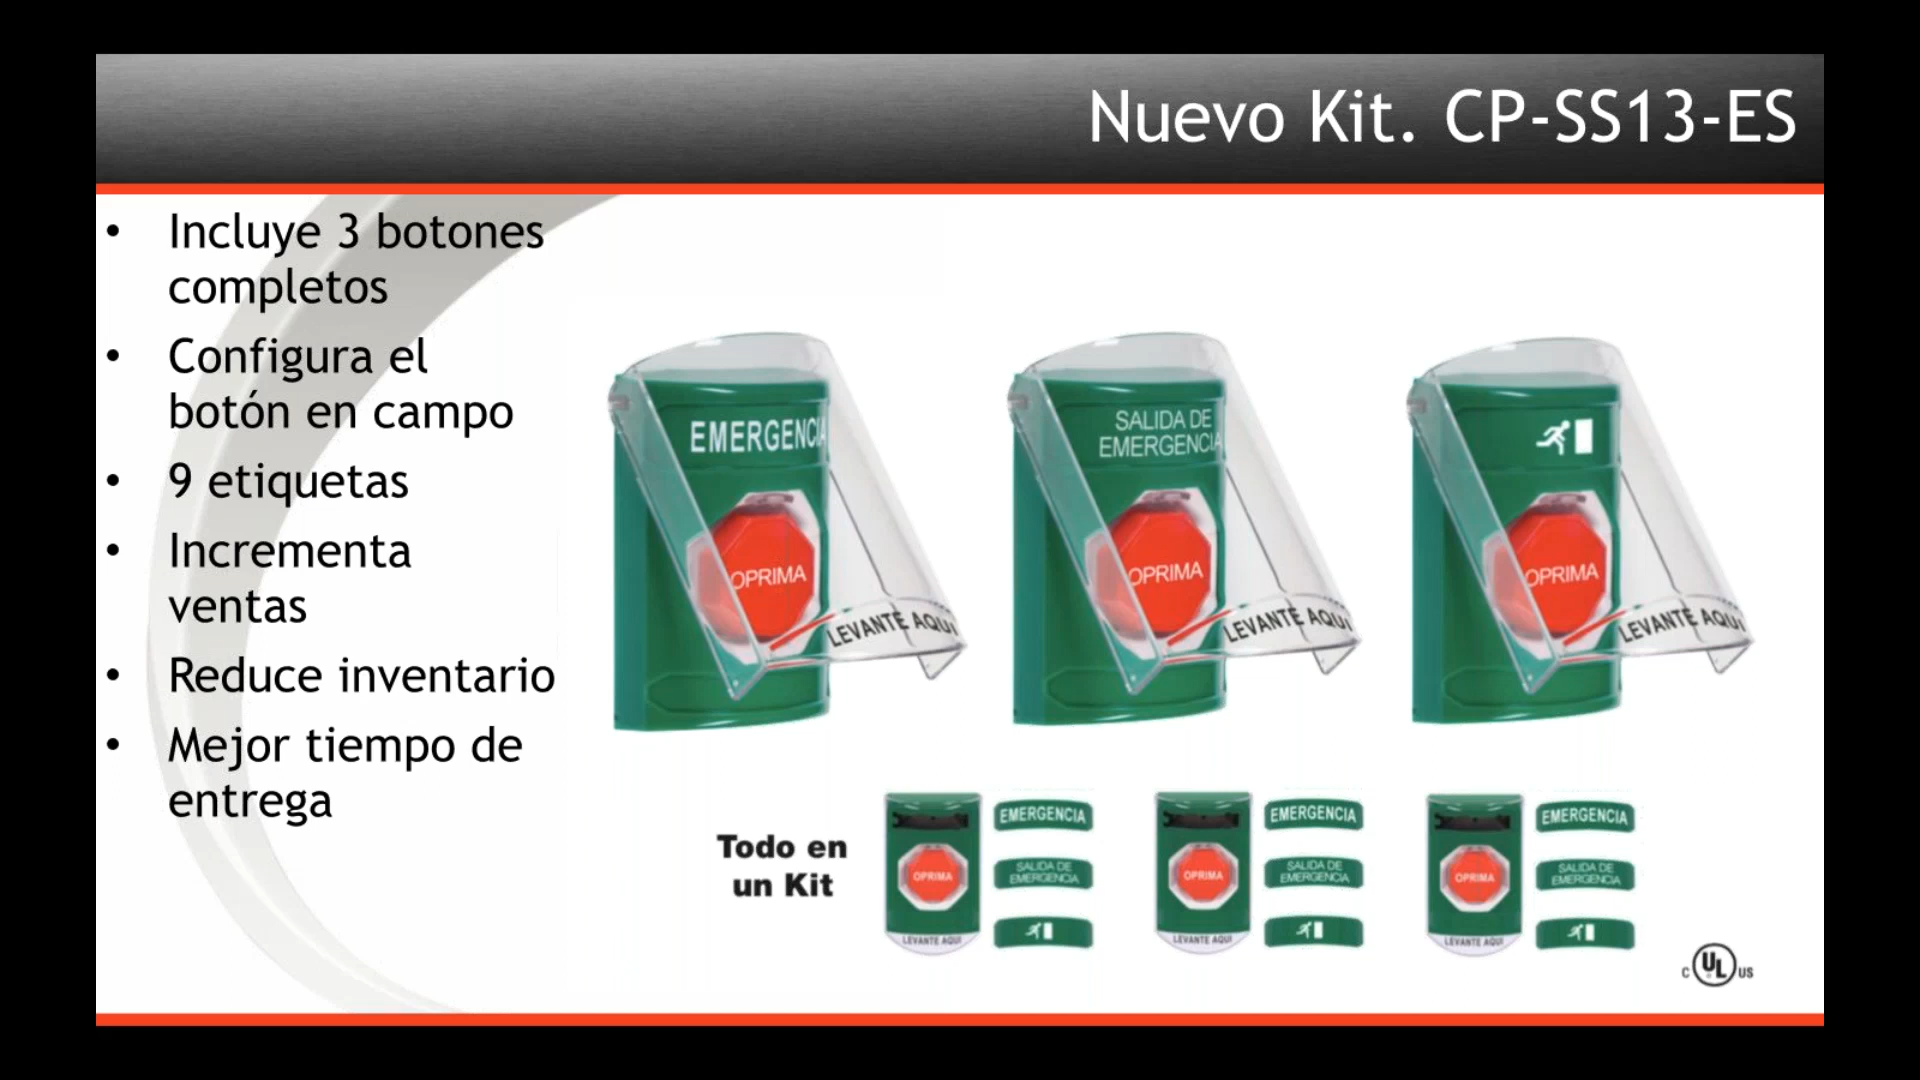 Nuevo Kit. CP-SS13-ES
• Incluye 3 botones
completos
• Configura el
botón en campo
• 9 etiquetas
• Incrementa
ventas
• Reduce inventario
• Mejor tiempo de
entrega
EMERGENCIA
OPRIMA
LEVANTE AQUI
SALIDA DE
EMERGENCIA
OPRIMA
LEVANTE AQUI
OPRIMA
LEVANTE AQUI
Todo en
un Kit
OPRIMA
LEVANTE AQUI
EMERGENCIA
SALIDA DE
EMERGENCIA
OPRIMA
LEVANTE AQUI
EMERGENCIA
SALIDA DE
EMERGENCIA
OPRIMA
LEVANTE AQUI
EMERGENCIA
SALIDA DE
EMERGENCIA
C UL US